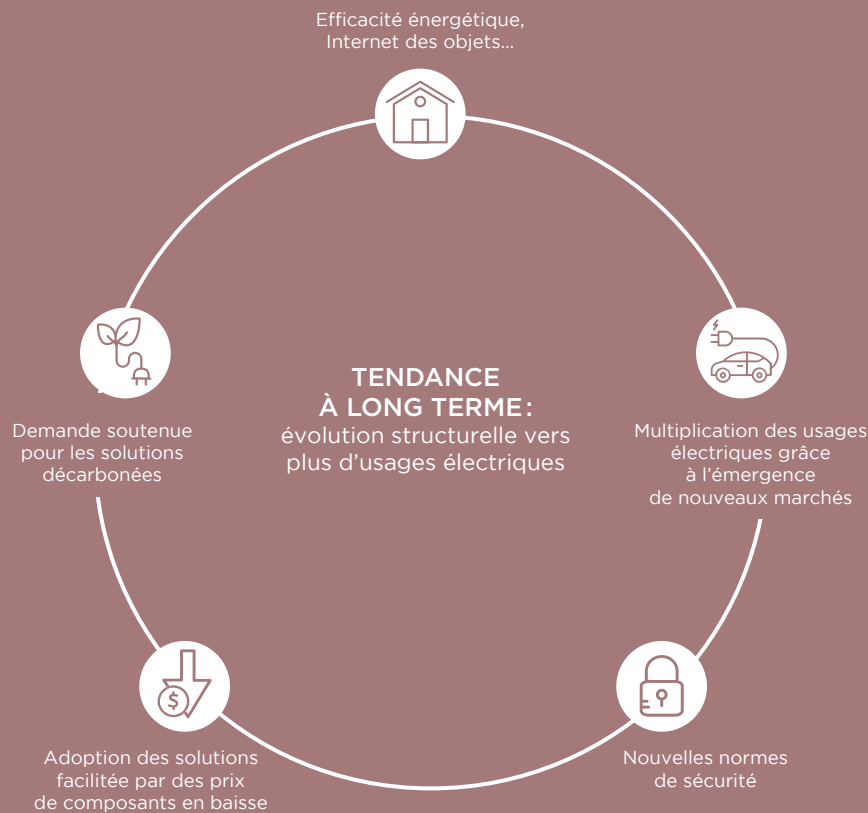 Efficacité énergétique,
Internet des objets...
TENDANCE
À LONG TERME :
évolution structurelle vers
plus d’usages électriques
Demande soutenue
pour les solutions
décarbonées
Multiplication des usages
électriques grâce
à l’émergence
de nouveaux marchés
$
Adoption des solutions
facilitée par des prix
de composants en baisse
Nouvelles normes
de sécurité